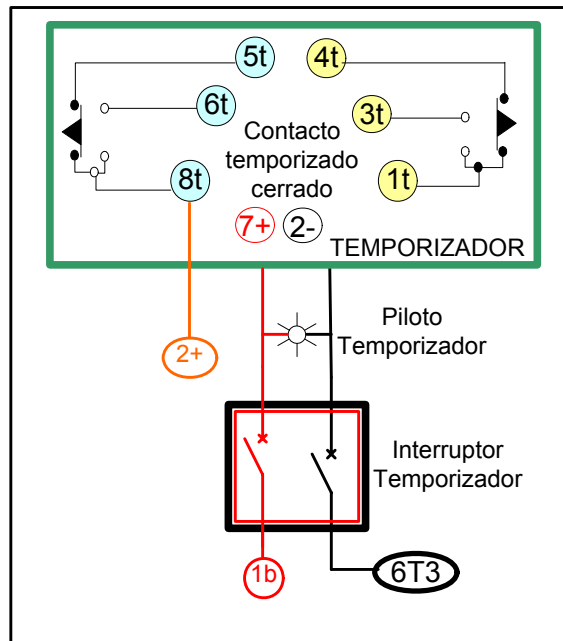 5t
4t
6t
3t
Contacto
temporizado
cerrado
8t
1t
7+
2-
TEMPORIZADOR
Piloto
Temporizador
2+
Interruptor
Temporizador
1b
6T3